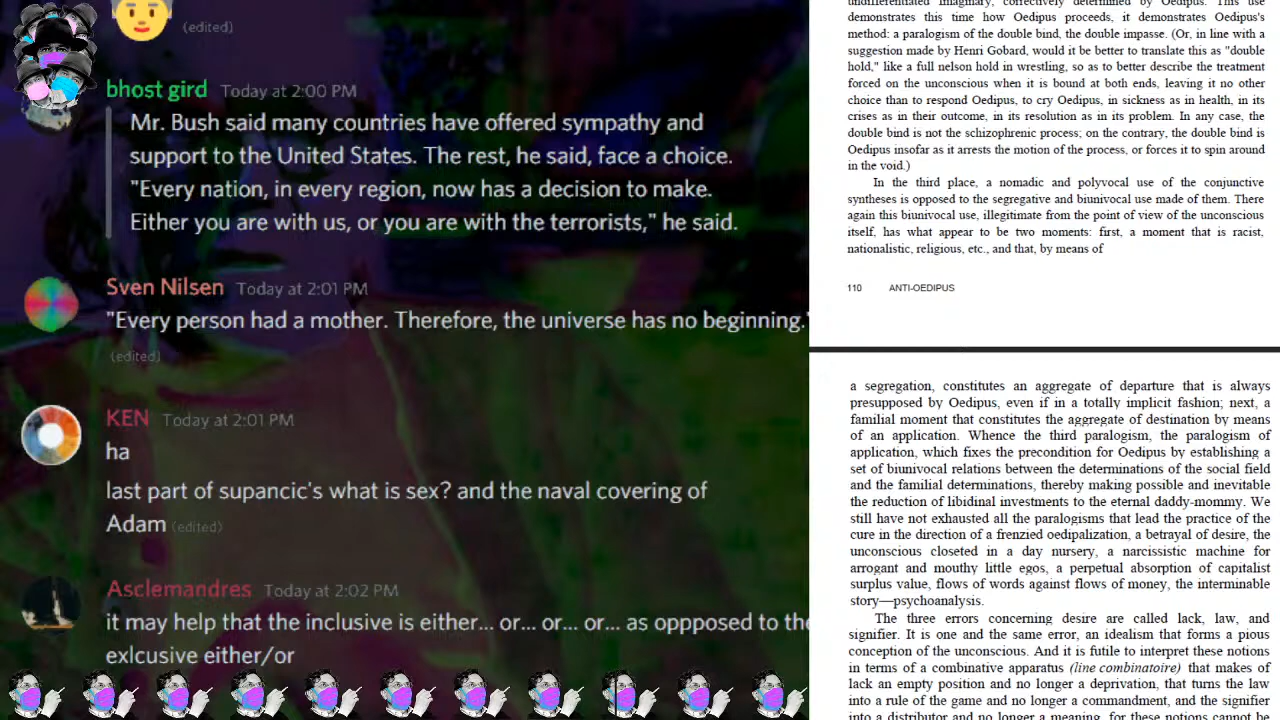 (edited)
bhost gird Today at 2:00 PM
Mr. Bush said many countries have offered sympathy and
support to the United States. The rest, he said, face a choice.
"Every nation, in every region, now has a decision to make.
Either you are with us, or you are with the terrorists," he said.
Sven Nilsen Today at 2:01 PM
"Every person had a mother. Therefore, the universe has no beginning."
(edited)
KEN Today at 2:01 PM
ha
last part of supancic's what is sex? and the naval covering of
Adam (edited)
Asclemandres Today at 2:02 PM
it may help that the inclusive is either... or... or... or... as oppposed to the
exlcusive either/or
undifferentiated imaginary, correctively determined by Oedipus. This use
demonstrates this time how Oedipus proceeds, it demonstrates Oedipus's
method: a paralogism of the double bind, the double impasse. (Or, in line with a
suggestion made by Henri Gobard, would it be better to translate this as "double
hold," like a full nelson hold in wrestling, so as to better describe the treatment
forced on the unconscious when it is bound at both ends, leaving it no other
choice than to respond Oedipus, to cry Oedipus, in sickness as in health, in its
crises as in their outcome, in its resolution as in its problem. In any case, the
double bind is not the schizophrenic process; on the contrary, the double bind is
Oedipus insofar as it arrests the motion of the process, or forces it to spin around
in the void.)
In the third place, a nomadic and polyvocal use of the conjunctive
syntheses is opposed to the segregative and biunivocal use made of them. There
again this biunivocal use, illegitimate from the point of view of the unconscious
itself, has what appear to be two moments: first, a moment that is racist,
nationalistic, religious, etc., and that, by means of
110 ANTI-OEDIPUS
a segregation, constitutes an aggregate of departure that is always
presupposed by Oedipus, even if in a totally implicit fashion; next, a
familial moment that constitutes the aggregate of destination by means
of an application. Whence the third paralogism, the paralogism of
application, which fixes the precondition for Oedipus by establishing a
set of biunivocal relations between the determinations of the social field
and the familial determinations, thereby making possible and inevitable
the reduction of libidinal investments to the eternal daddy-mommy. We
still have not exhausted all the paralogisms that lead the practice of the
cure in the direction of a frenzied oedipalization, a betrayal of desire, the
unconscious closeted in a day nursery, a narcissistic machine for
arrogant and mouthy little egos, a perpetual absorption of capitalist
surplus value, flows of words against flows of money, the interminable
story—psychoanalysis.
The three errors concerning desire are called lack, law, and
signifier. It is one and the same error, an idealism that forms a pious
conception of the unconscious. And it is futile to interpret these notions
in terms of a combinative apparatus (line combinatoire) that makes of
lack an empty position and no longer a deprivation, that turns the law
into a rule of the game and no longer a commandment, and the signifier
into a distributor and no longer a meaning, for these notions cannot be